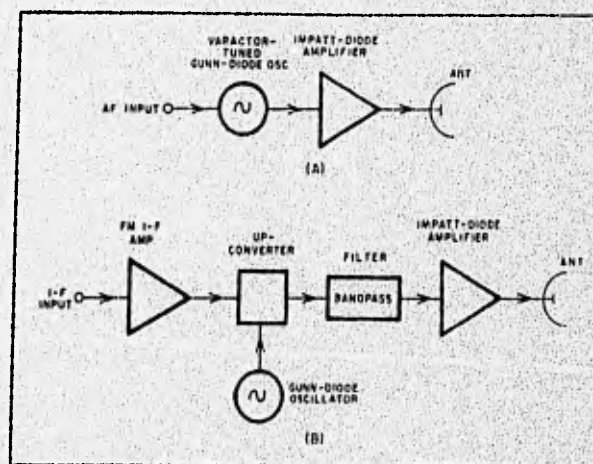 VARACTOR-
TUNED
GUNN-DIODE OSC
IMPATT-DIODE
AMPLIFIER
ANT
AF INPUT
(A)
FM I-F
AMP
UP-
CONVERTER
FILTER
IMPATT-DIODE
AMPLIFIER
ANT
I-F
INPUT
BANDPASS
GUNN-DIODE
OSCILLATOR
(B)